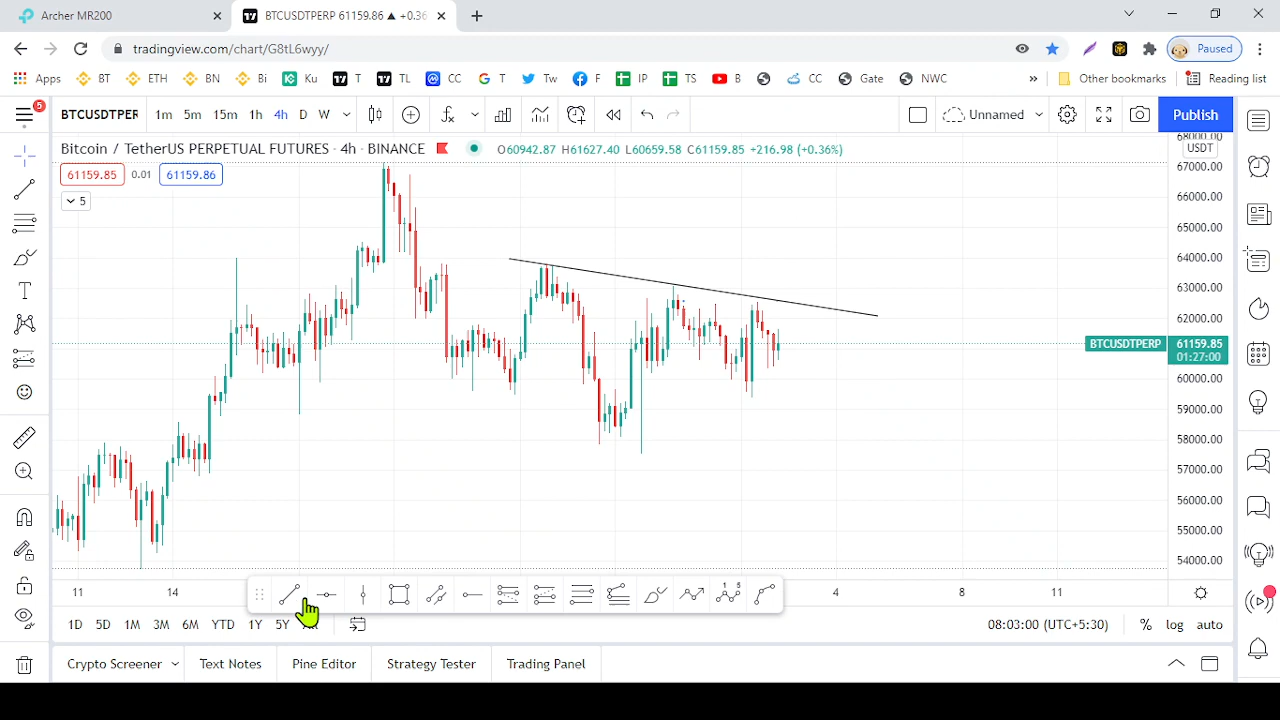 Archer MR200
BTCUSDTPERP 61159.86 ▲ +0.36
tradingview.com/chart/G8tL6wyy/
Paused
Apps BT ETH BN Bi Ku T TL CC T Tw F IP TS B CC Gate NWC » Other bookmarks Reading list
5 BTCUSDTPER 1m 5m 15m 1h 4h D W Unnamed Publish
Bitcoin / TetherUS PERPETUAL FUTURES · 4h · BINANCE O60942.87 H61627.40 L60659.58 C61159.85 +216.98 (+0.36%)
61159.85 0.01 61159.86
5
68000.00
USDT
67000.00
66000.00
65000.00
64000.00
63000.00
62000.00
BTCUSDTPERP 61159.85
01:27:00
60000.00
59000.00
58000.00
57000.00
56000.00
55000.00
54000.00
11 14 4 8 11
1D 5D 1M 3M 6M YTD 1Y 5Y 08:03:00 (UTC+5:30) % log auto
Crypto Screener Text Notes Pine Editor Strategy Tester Trading Panel